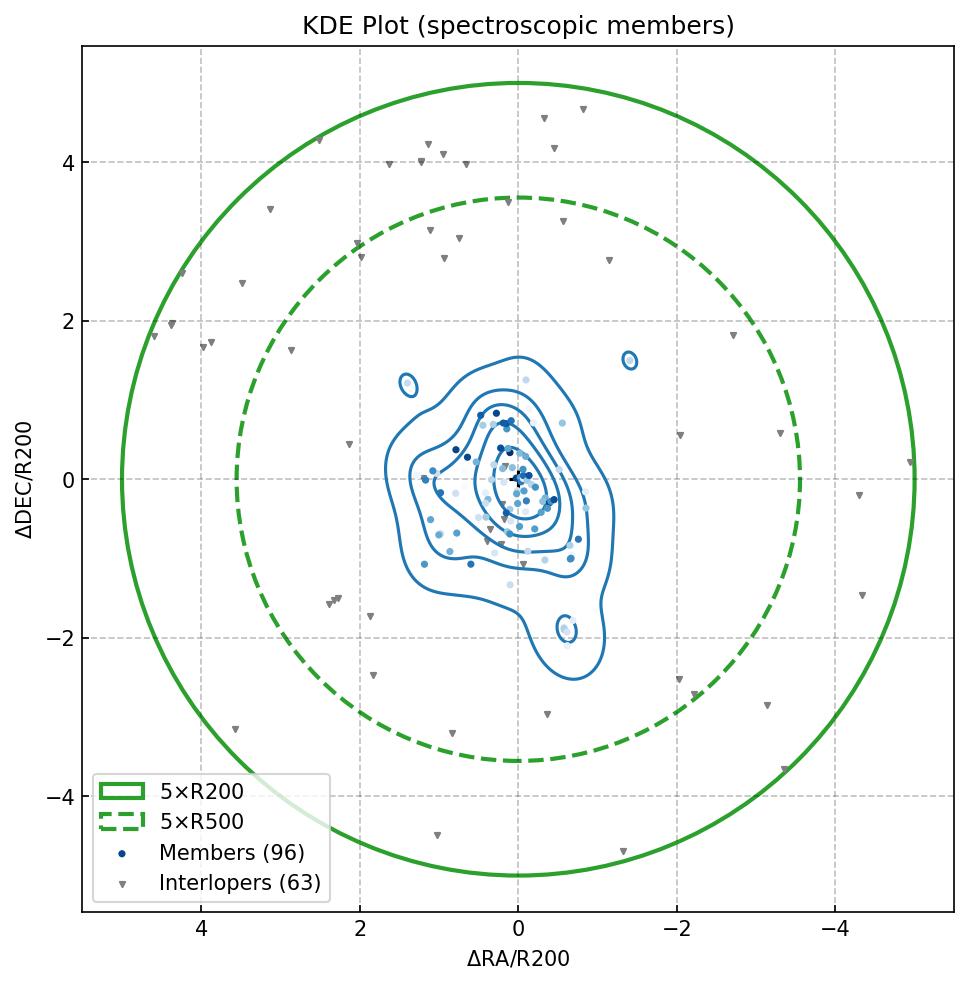 KDE Plot (spectroscopic members)
ΔDEC/R200
4
2
0
−2
−4
5×R200
5×R500
Members (96)
Interlopers (63)
4
2
0
−2
−4
ΔRA/R200